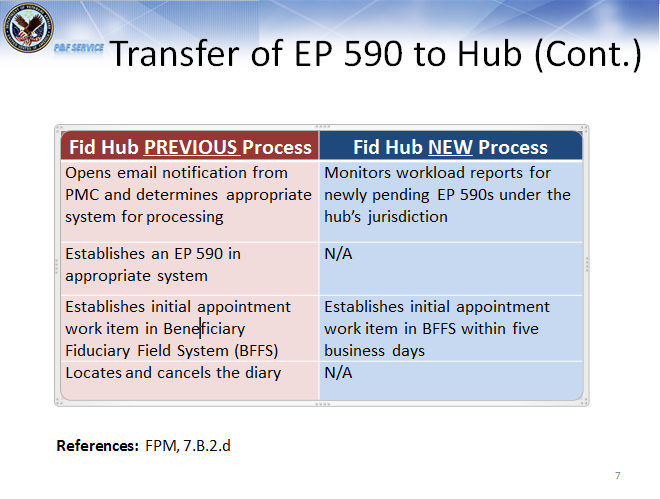 P&F SERVICE
Transfer of EP 590 to Hub (Cont.)
Fid Hub PREVIOUS Process
Fid Hub NEW Process
Opens email notification from
PMC and determines appropriate
system for processing
Monitors workload reports for
newly pending EP 590s under the
hub's jurisdiction
Establishes an EP 590 in
appropriate system
N/A
Establishes initial appointment
work item in Beneficiary
Fiduciary Field System (BFFS)
Establishes initial appointment
work item in BFFS within five
business days
Locates and cancels the diary
N/A
References: FPM, 7.B.2.d
7